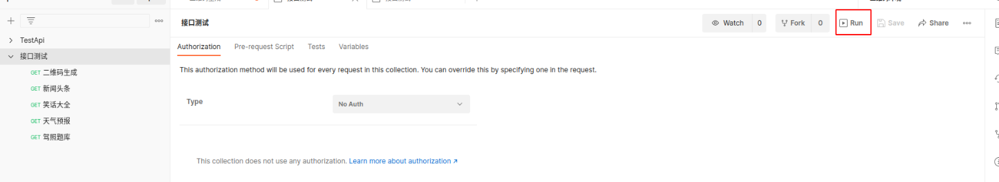 接口测试
Watch 0
Fork 0
Run
Save
Share
TestApi
接口测试
GET 二维码生成
GET 新闻头条
GET 笑话大全
GET 天气预报
GET 驾照题库
Authorization
Pre-request Script
Tests
Variables
This authorization method will be used for every request in this collection. You can override this by specifying one in the request.
Type
No Auth
This collection does not use any authorization. Learn more about authorization ↗